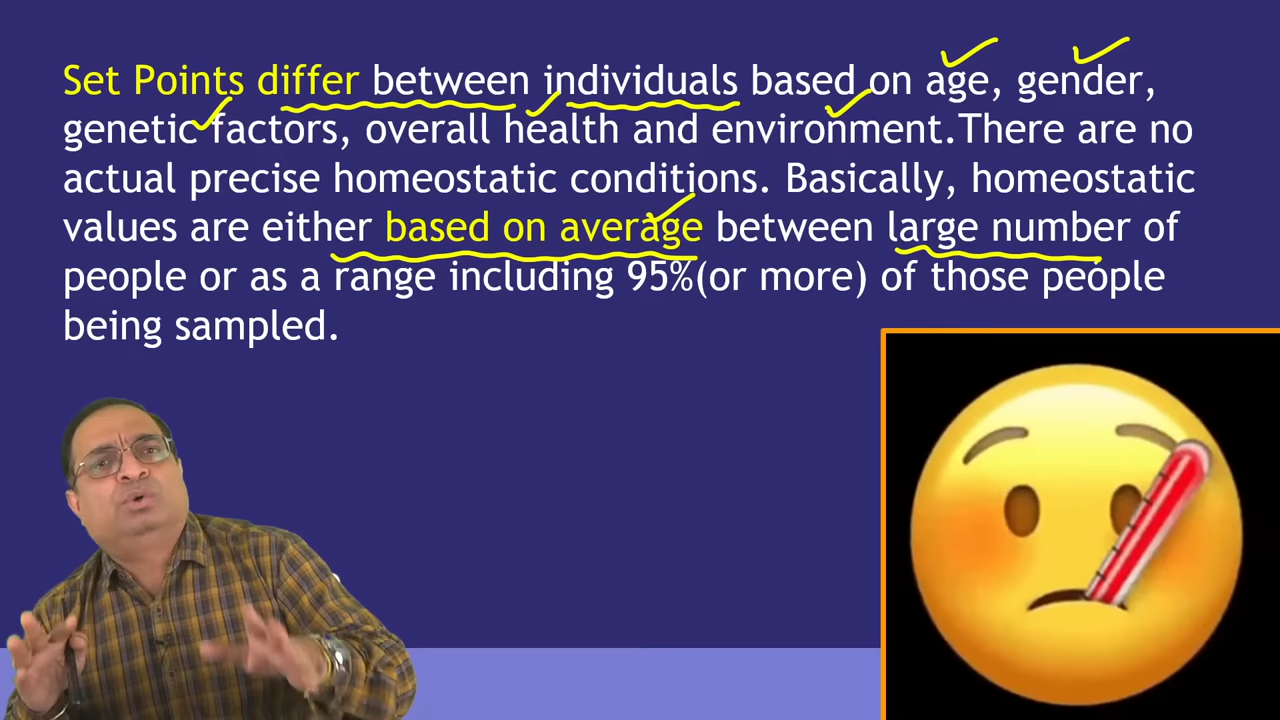 Set Points differ between individuals based on age, gender,
genetic factors, overall health and environment.There are no
actual precise homeostatic conditions. Basically, homeostatic
values are either based on average between large number of
people or as a range including 95%(or more) of those people
being sampled.